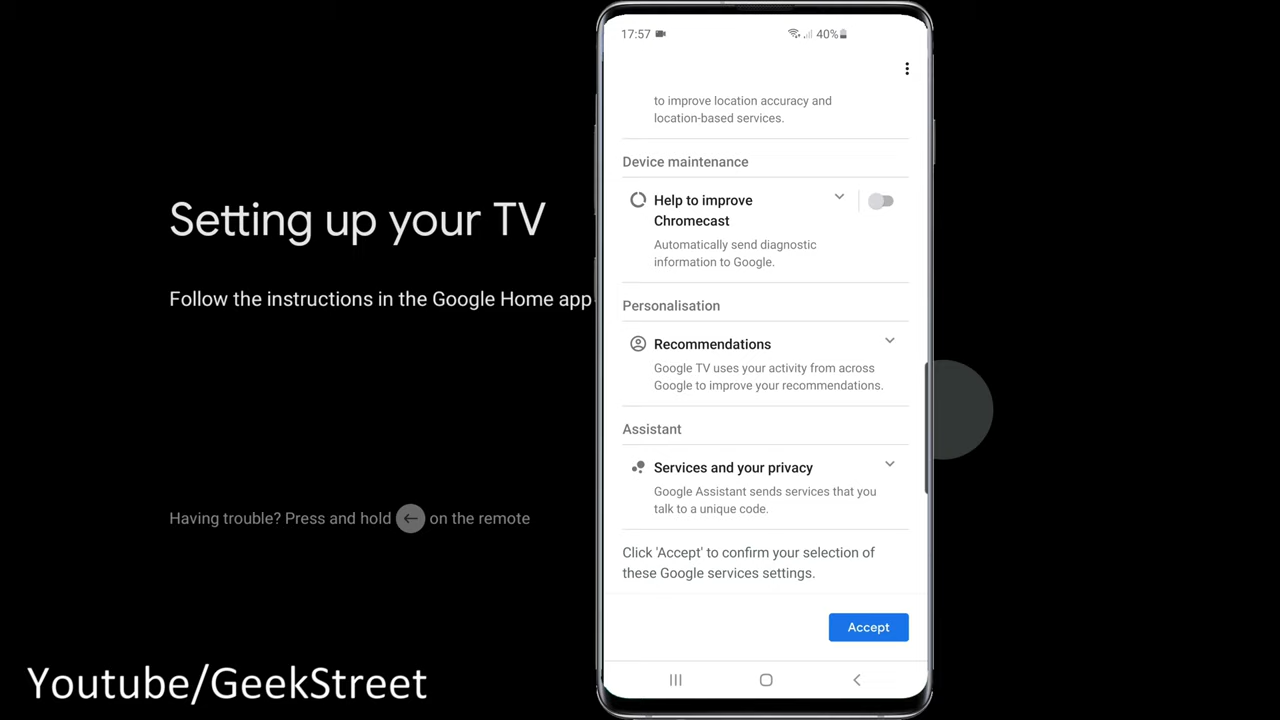 Setting up your TV
Follow the instructions in the Google Home app
Having trouble? Press and hold
on the remote
Youtube/GeekStreet
17:57
40%
to improve location accuracy and
location-based services.
Device maintenance
Help to improve
Chromecast
Automatically send diagnostic
information to Google.
Personalisation
Recommendations
Google TV uses your activity from across
Google to improve your recommendations.
Assistant
Services and your privacy
Google Assistant sends services that you
talk to a unique code.
Click 'Accept' to confirm your selection of
these Google services settings.
Accept